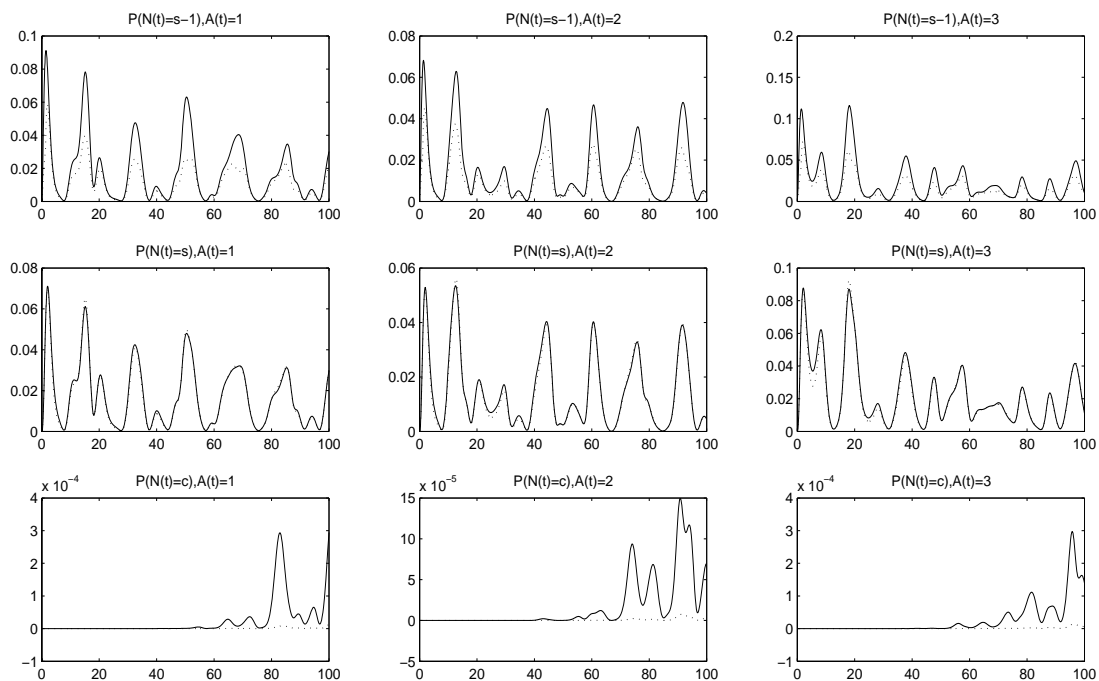 P(N(t)=s−1),A(t)=1
0.1
0.08
0.06
0.04
0.02
0
0 20 40 60 80 100
P(N(t)=s−1),A(t)=2
0.08
0.06
0.04
0.02
0
0 20 40 60 80 100
P(N(t)=s−1),A(t)=3
0.2
0.15
0.1
0.05
0
0 20 40 60 80 100
P(N(t)=s),A(t)=1
0.08
0.06
0.04
0.02
0
0 20 40 60 80 100
P(N(t)=s),A(t)=2
0.06
0.04
0.02
0
0 20 40 60 80 100
P(N(t)=s),A(t)=3
0.1
0.08
0.06
0.04
0.02
0
0 20 40 60 80 100
x 10^−4
P(N(t)=c),A(t)=1
4
3
2
1
0
−1
0 20 40 60 80 100
x 10^−5
P(N(t)=c),A(t)=2
15
10
5
0
−5
0 20 40 60 80 100
x 10^−4
P(N(t)=c),A(t)=3
4
3
2
1
0
−1
0 20 40 60 80 100